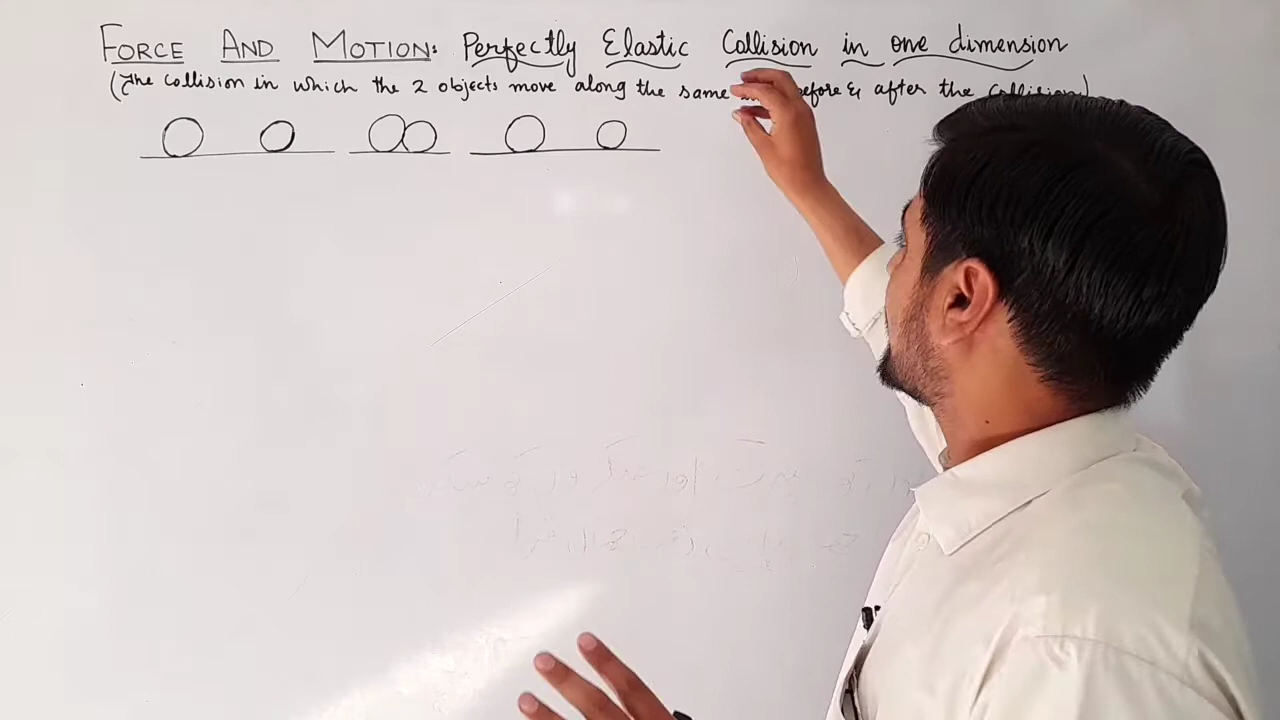 FORCE AND MOTION: Perfectly Elastic Collision in one dimension
(The Collision in which the 2 objects move along the same before & after the Collision)